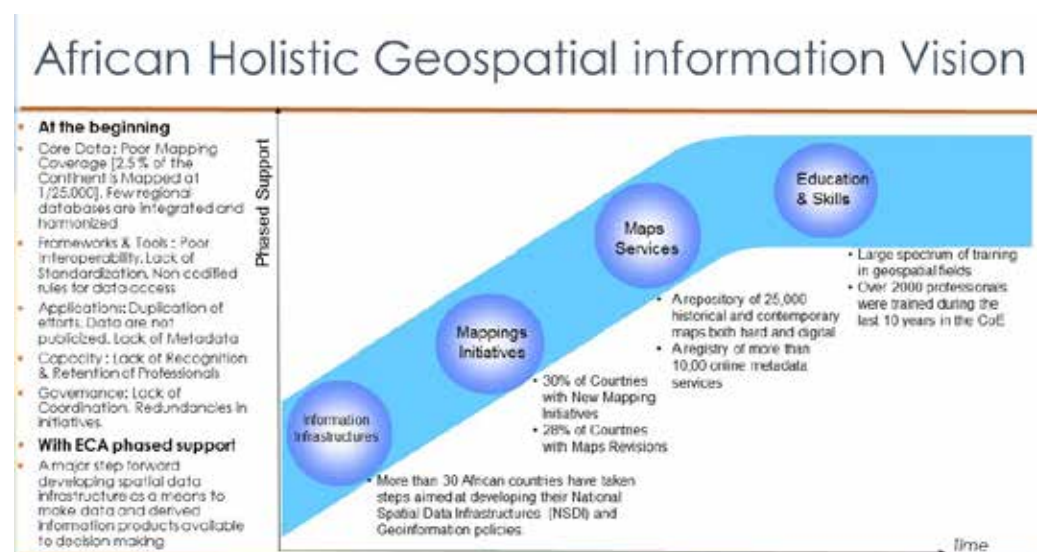 African Holistic Geospatial information Vision
• At the beginning
• Core Data: Poor Mapping
Coverage [2.5% of the
Continent is Mapped at
1/25.000]. Few regional
databases are integrated and
harmonized
• Frameworks & Tools: Poor
Interoperability. Lack of
Standardization. Non codified
rules for data access
• Applications: Duplication of
efforts. Data are not
publicized. Lack of Metadata
• Capacity: Lack of Recognition
& Retention of Professionals
• Governance: Lack of
Coordination. Redundancies in
initiatives.
• With ECA phased support
• A major step forward
developing spatial data
infrastructure as a means to
make data and derived
information products available
to decision making
Phased Support
Information
Infrastructures
• More than 30 African countries have taken
steps aimed at developing their National
Spatial Data Infrastructures (NSDI) and
Geoinformation policies.
Mappings
Initiatives
• 30% of Countries
with New Mapping
Initiatives
• 28% of Countries
with Maps Revisions
Maps
Services
• A repository of 25,000
historical and contemporary
maps both hard and digital
• A registry of more than
10,00 online metadata
services
Education
& Skills
• Large spectrum of training
in geospatial fields
• Over 2000 professionals
were trained during the
last 10 years in the CoE
Time